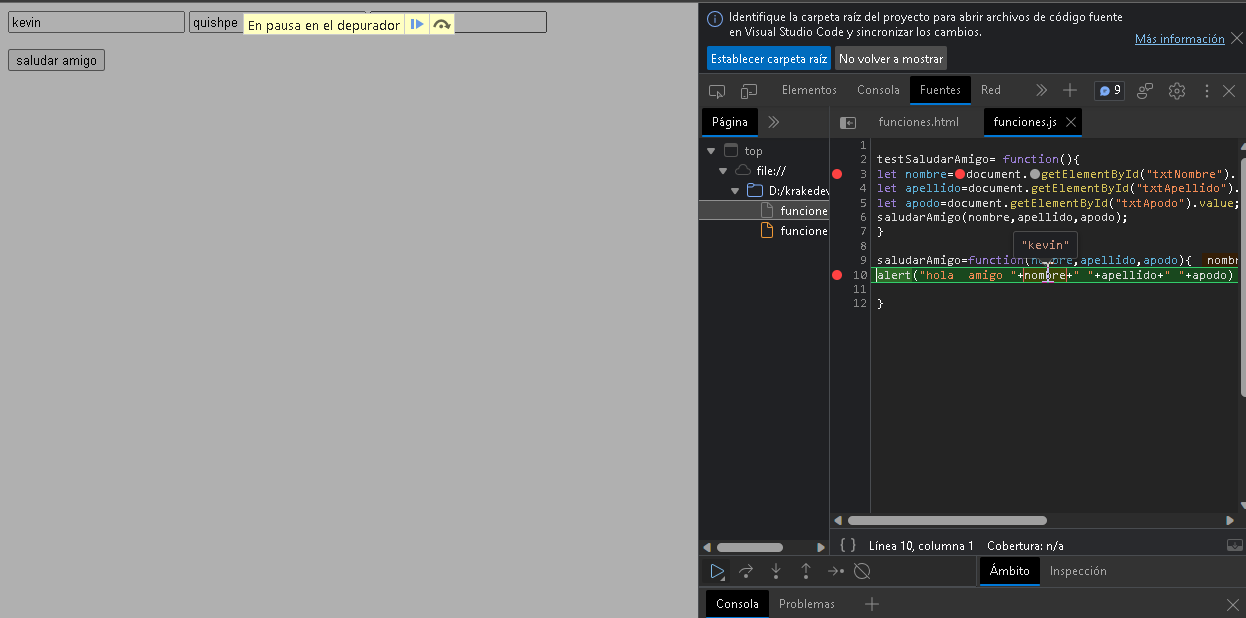 kevin
quishpe
En pausa en el depurador
saludar amigo
Identifique la carpeta raíz del proyecto para abrir archivos de código fuente
en Visual Studio Code y sincronizar los cambios.
Más información
Establecer carpeta raíz
No volver a mostrar
Elementos
Consola
Fuentes
Red
9
Página
funciones.html
funciones.js
top
file://
D:/krakedev
funcione
funcione
1
2 testSaludarAmigo= function(){
3 let nombre=document.getElementById("txtNombre").
4 let apellido=document.getElementById("txtApellido").
5 let apodo=document.getElementById("txtApodo").value;
6 saludarAmigo(nombre,apellido,apodo);
7 }
8
"kevin"
9 saludarAmigo=function(nombre,apellido,apodo){ nombr
10 alert("hola  amigo "+nombre+" "+apellido+" "+apodo)
11
12 }
{ } Línea 10, columna 1 Cobertura: n/a
Ámbito
Inspección
Consola
Problemas